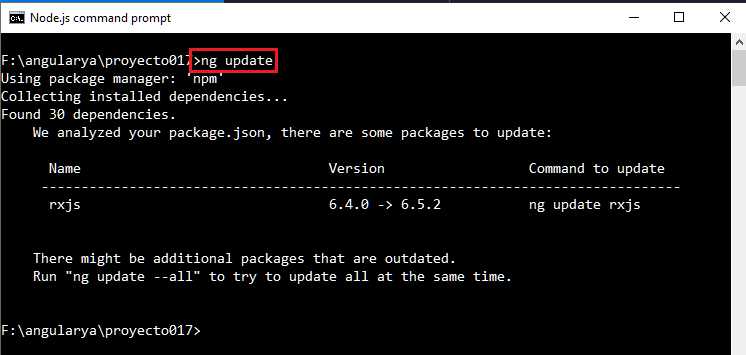 Node.js command prompt
F:\angularya\proyecto017>ng update
Using package manager: 'npm'
Collecting installed dependencies...
Found 30 dependencies.
We analyzed your package.json, there are some packages to update:
Name Version Command to update
--------------------------------------------------------------------------------
rxjs 6.4.0 -> 6.5.2 ng update rxjs
There might be additional packages that are outdated.
Run "ng update --all" to try to update all at the same time.
F:\angularya\proyecto017>